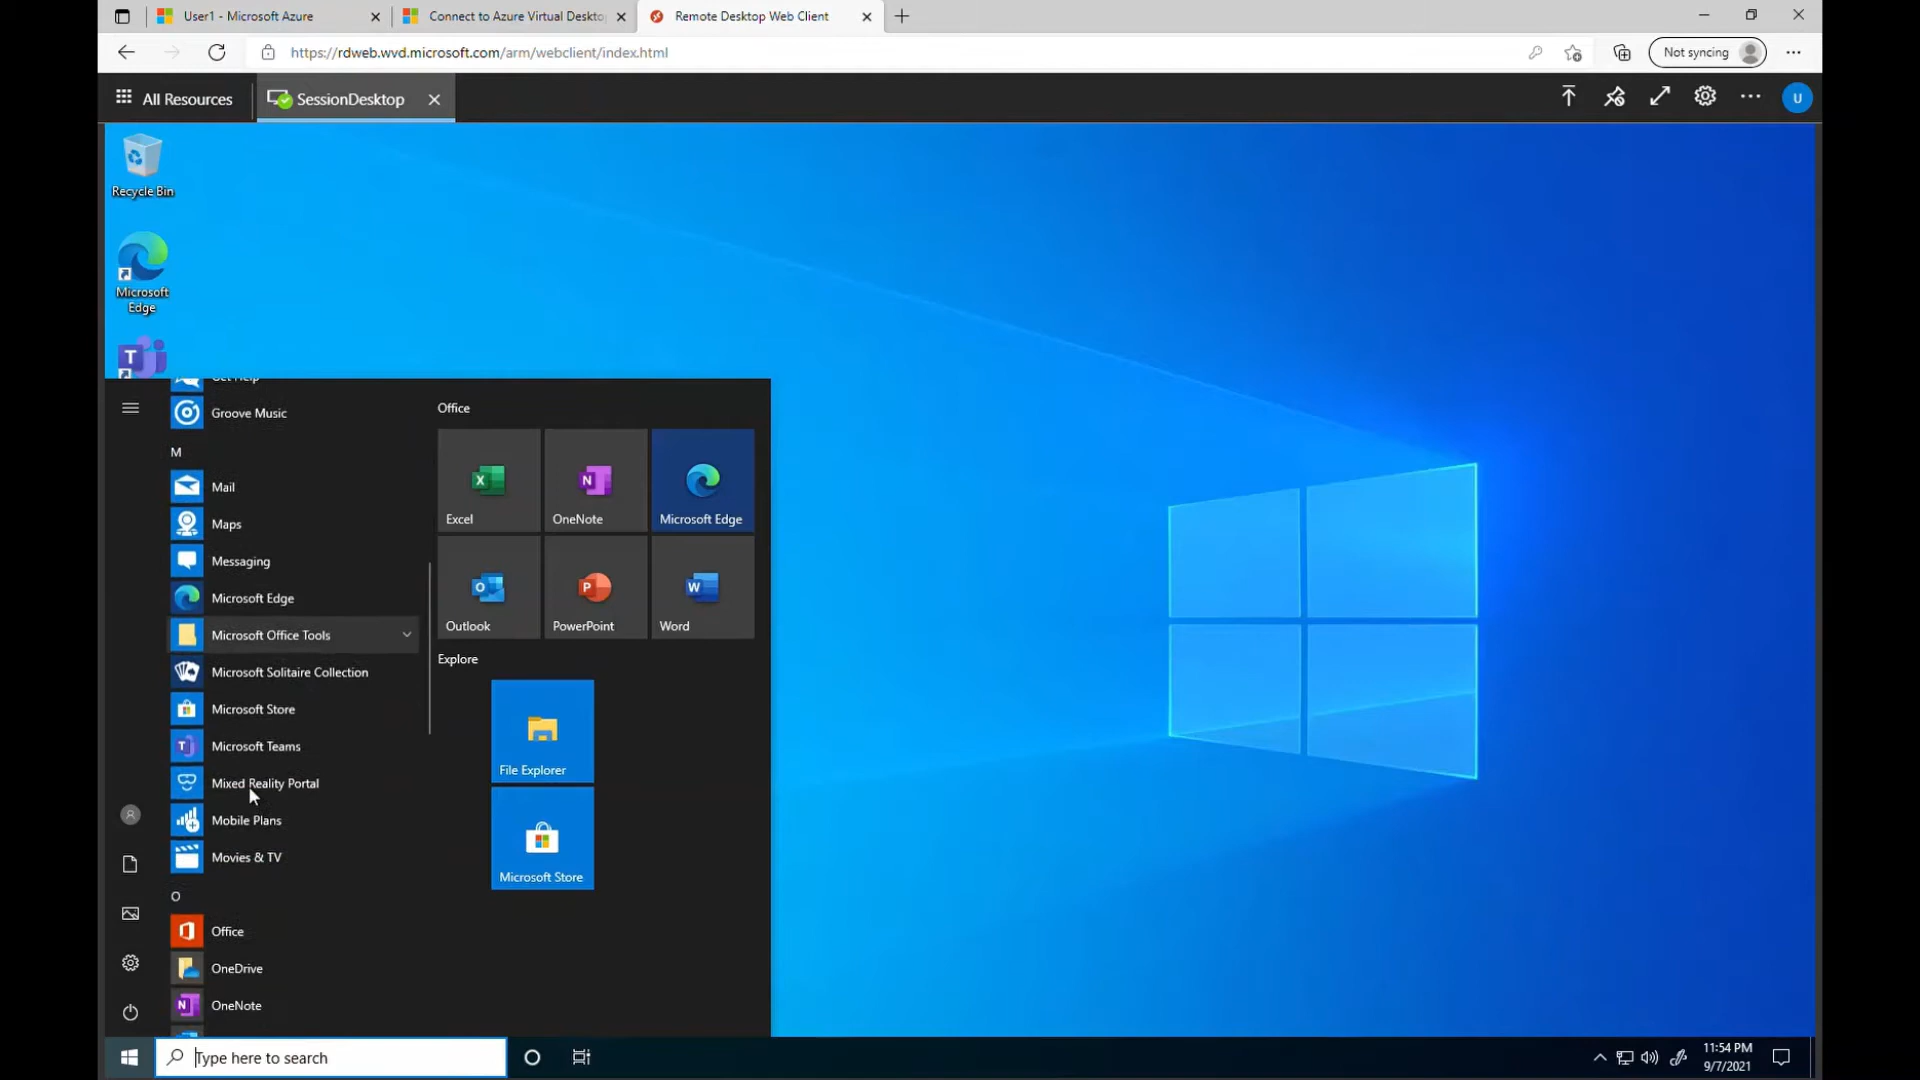 User1 - Microsoft Azure
Connect to Azure Virtual Deskto
Remote Desktop Web Client
https://rdweb.wvd.microsoft.com/arm/webclient/index.html
Not syncing
All Resources
SessionDesktop
U
Recycle Bin
Microsoft
Edge
T
Get Help
Groove Music
M
Mail
Maps
Messaging
Microsoft Edge
Microsoft Office Tools
Microsoft Solitaire Collection
Microsoft Store
Microsoft Teams
Mixed Reality Portal
Mobile Plans
Movies & TV
O
Office
OneDrive
OneNote
Office
Excel
OneNote
Microsoft Edge
Outlook
PowerPoint
Word
Explore
File Explorer
Microsoft Store
Type here to search
11:54 PM
9/7/2021